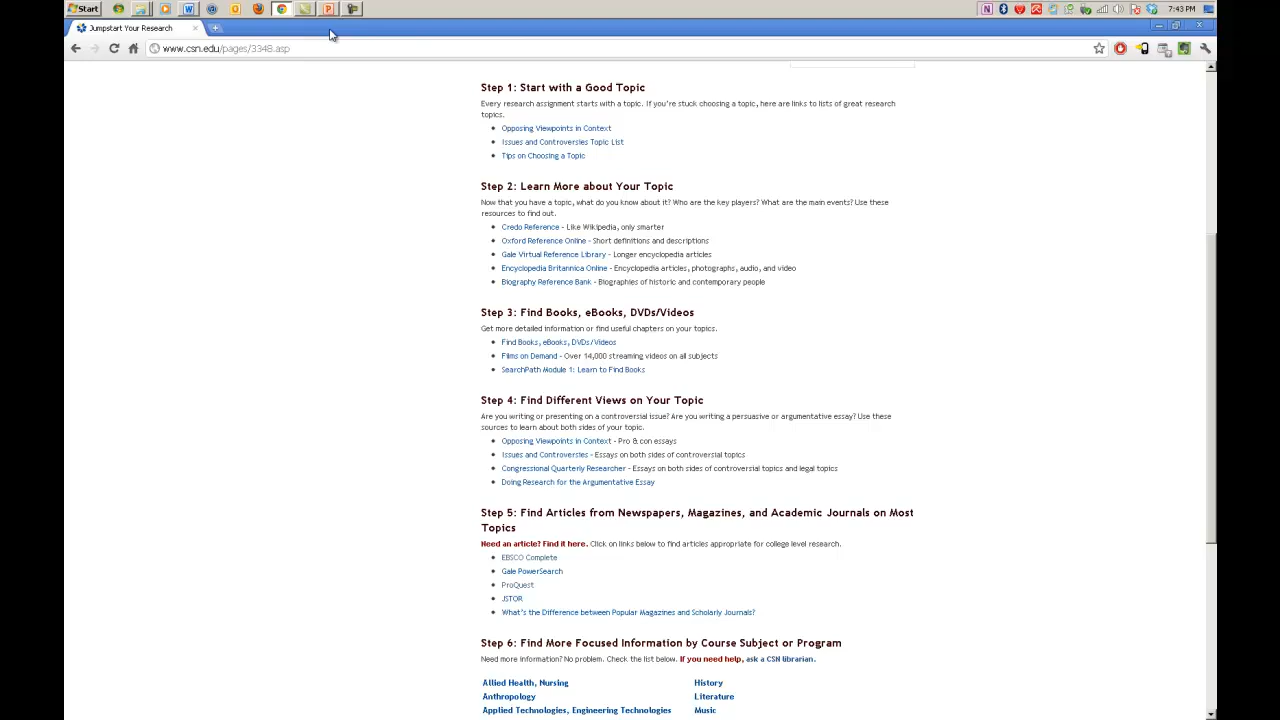 Start
7:43 PM
Jumpstart Your Research
www.csn.edu/pages/3348.asp
Step 1: Start with a Good Topic
Every research assignment starts with a topic. If you're stuck choosing a topic, here are links to lists of great research
topics.
Opposing Viewpoints in Context
Issues and Controversies Topic List
Tips on Choosing a Topic
Step 2: Learn More about Your Topic
Now that you have a topic, what do you know about it? Who are the key players? What are the main events? Use these
resources to find out.
Credo Reference - Like Wikipedia, only smarter
Oxford Reference Online - Short definitions and descriptions
Gale Virtual Reference Library - Longer encyclopedia articles
Encyclopedia Britannica Online - Encyclopedia articles, photographs, audio, and video
Biography Reference Bank - Biographies of historic and contemporary people
Step 3: Find Books, eBooks, DVDs/Videos
Get more detailed information or find useful chapters on your topics.
Find Books, eBooks, DVDs/Videos
Films on Demand - Over 14,000 streaming videos on all subjects
SearchPath Module 1: Learn to Find Books
Step 4: Find Different Views on Your Topic
Are you writing or presenting on a controversial issue? Are you writing a persuasive or argumentative essay? Use these
sources to learn about both sides of your topic.
Opposing Viewpoints in Context - Pro & con essays
Issues and Controversies - Essays on both sides of controversial topics
Congressional Quarterly Researcher - Essays on both sides of controversial topics and legal topics
Doing Research for the Argumentative Essay
Step 5: Find Articles from Newspapers, Magazines, and Academic Journals on Most
Topics
Need an article? Find it here. Click on links below to find articles appropriate for college level research.
EBSCO Complete
Gale PowerSearch
ProQuest
JSTOR
What's the Difference between Popular Magazines and Scholarly Journals?
Step 6: Find More Focused Information by Course Subject or Program
Need more information? No problem. Check the list below. If you need help, ask a CSN librarian.
Allied Health, Nursing History
Anthropology Literature
Applied Technologies, Engineering Technologies Music